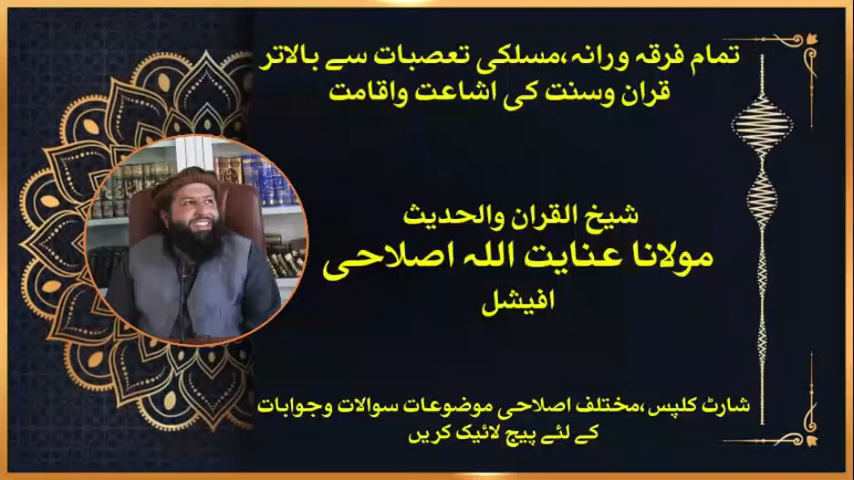 تمام فرقہ ورانہ،مسلکی تعصبات سے بالاتر
قران وسنت کی اشاعت واقامت
شیخ القران والحدیث
مولانا عنایت اللہ اصلاحی
افیشل
شارٹ کلپس،مختلف اصلاحی موضوعات سوالات وجوابات
کے لئے پیج لائیک کریں